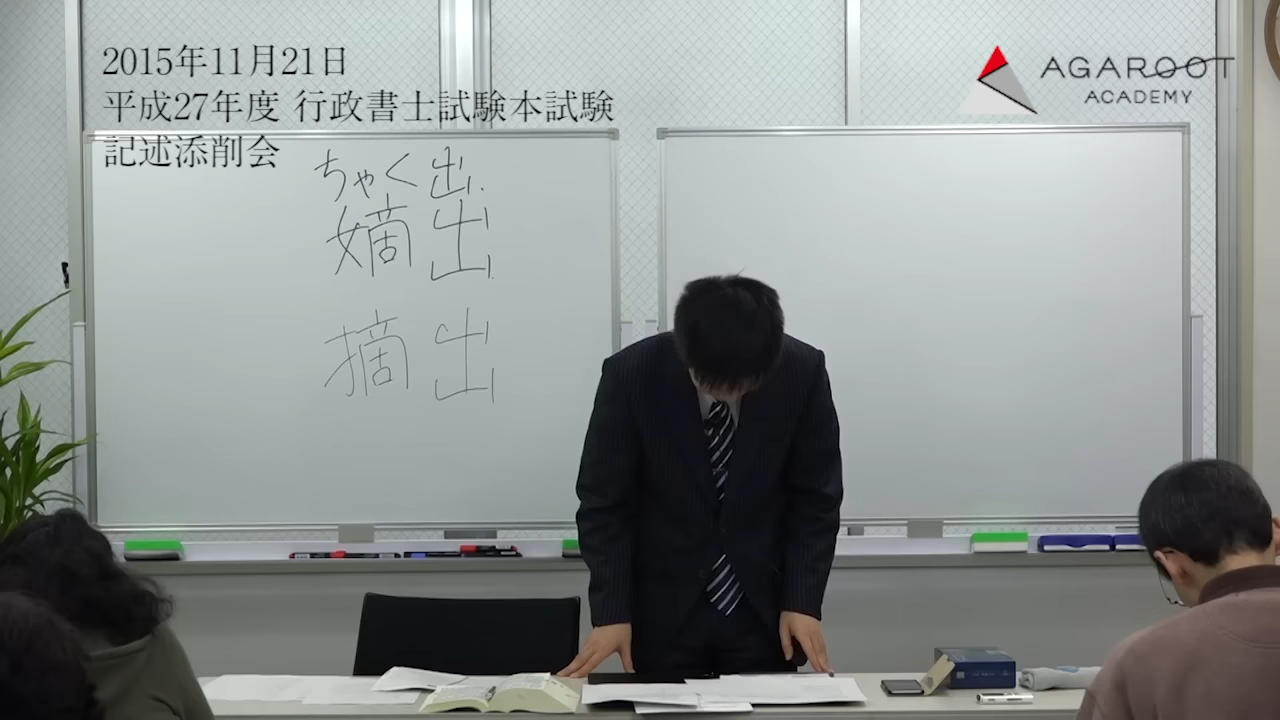 2015年11月21日
平成27年度 行政書士試験本試験
記述添削会
AGAROOT
ACADEMY
ちゃく出
嫡出
摘出